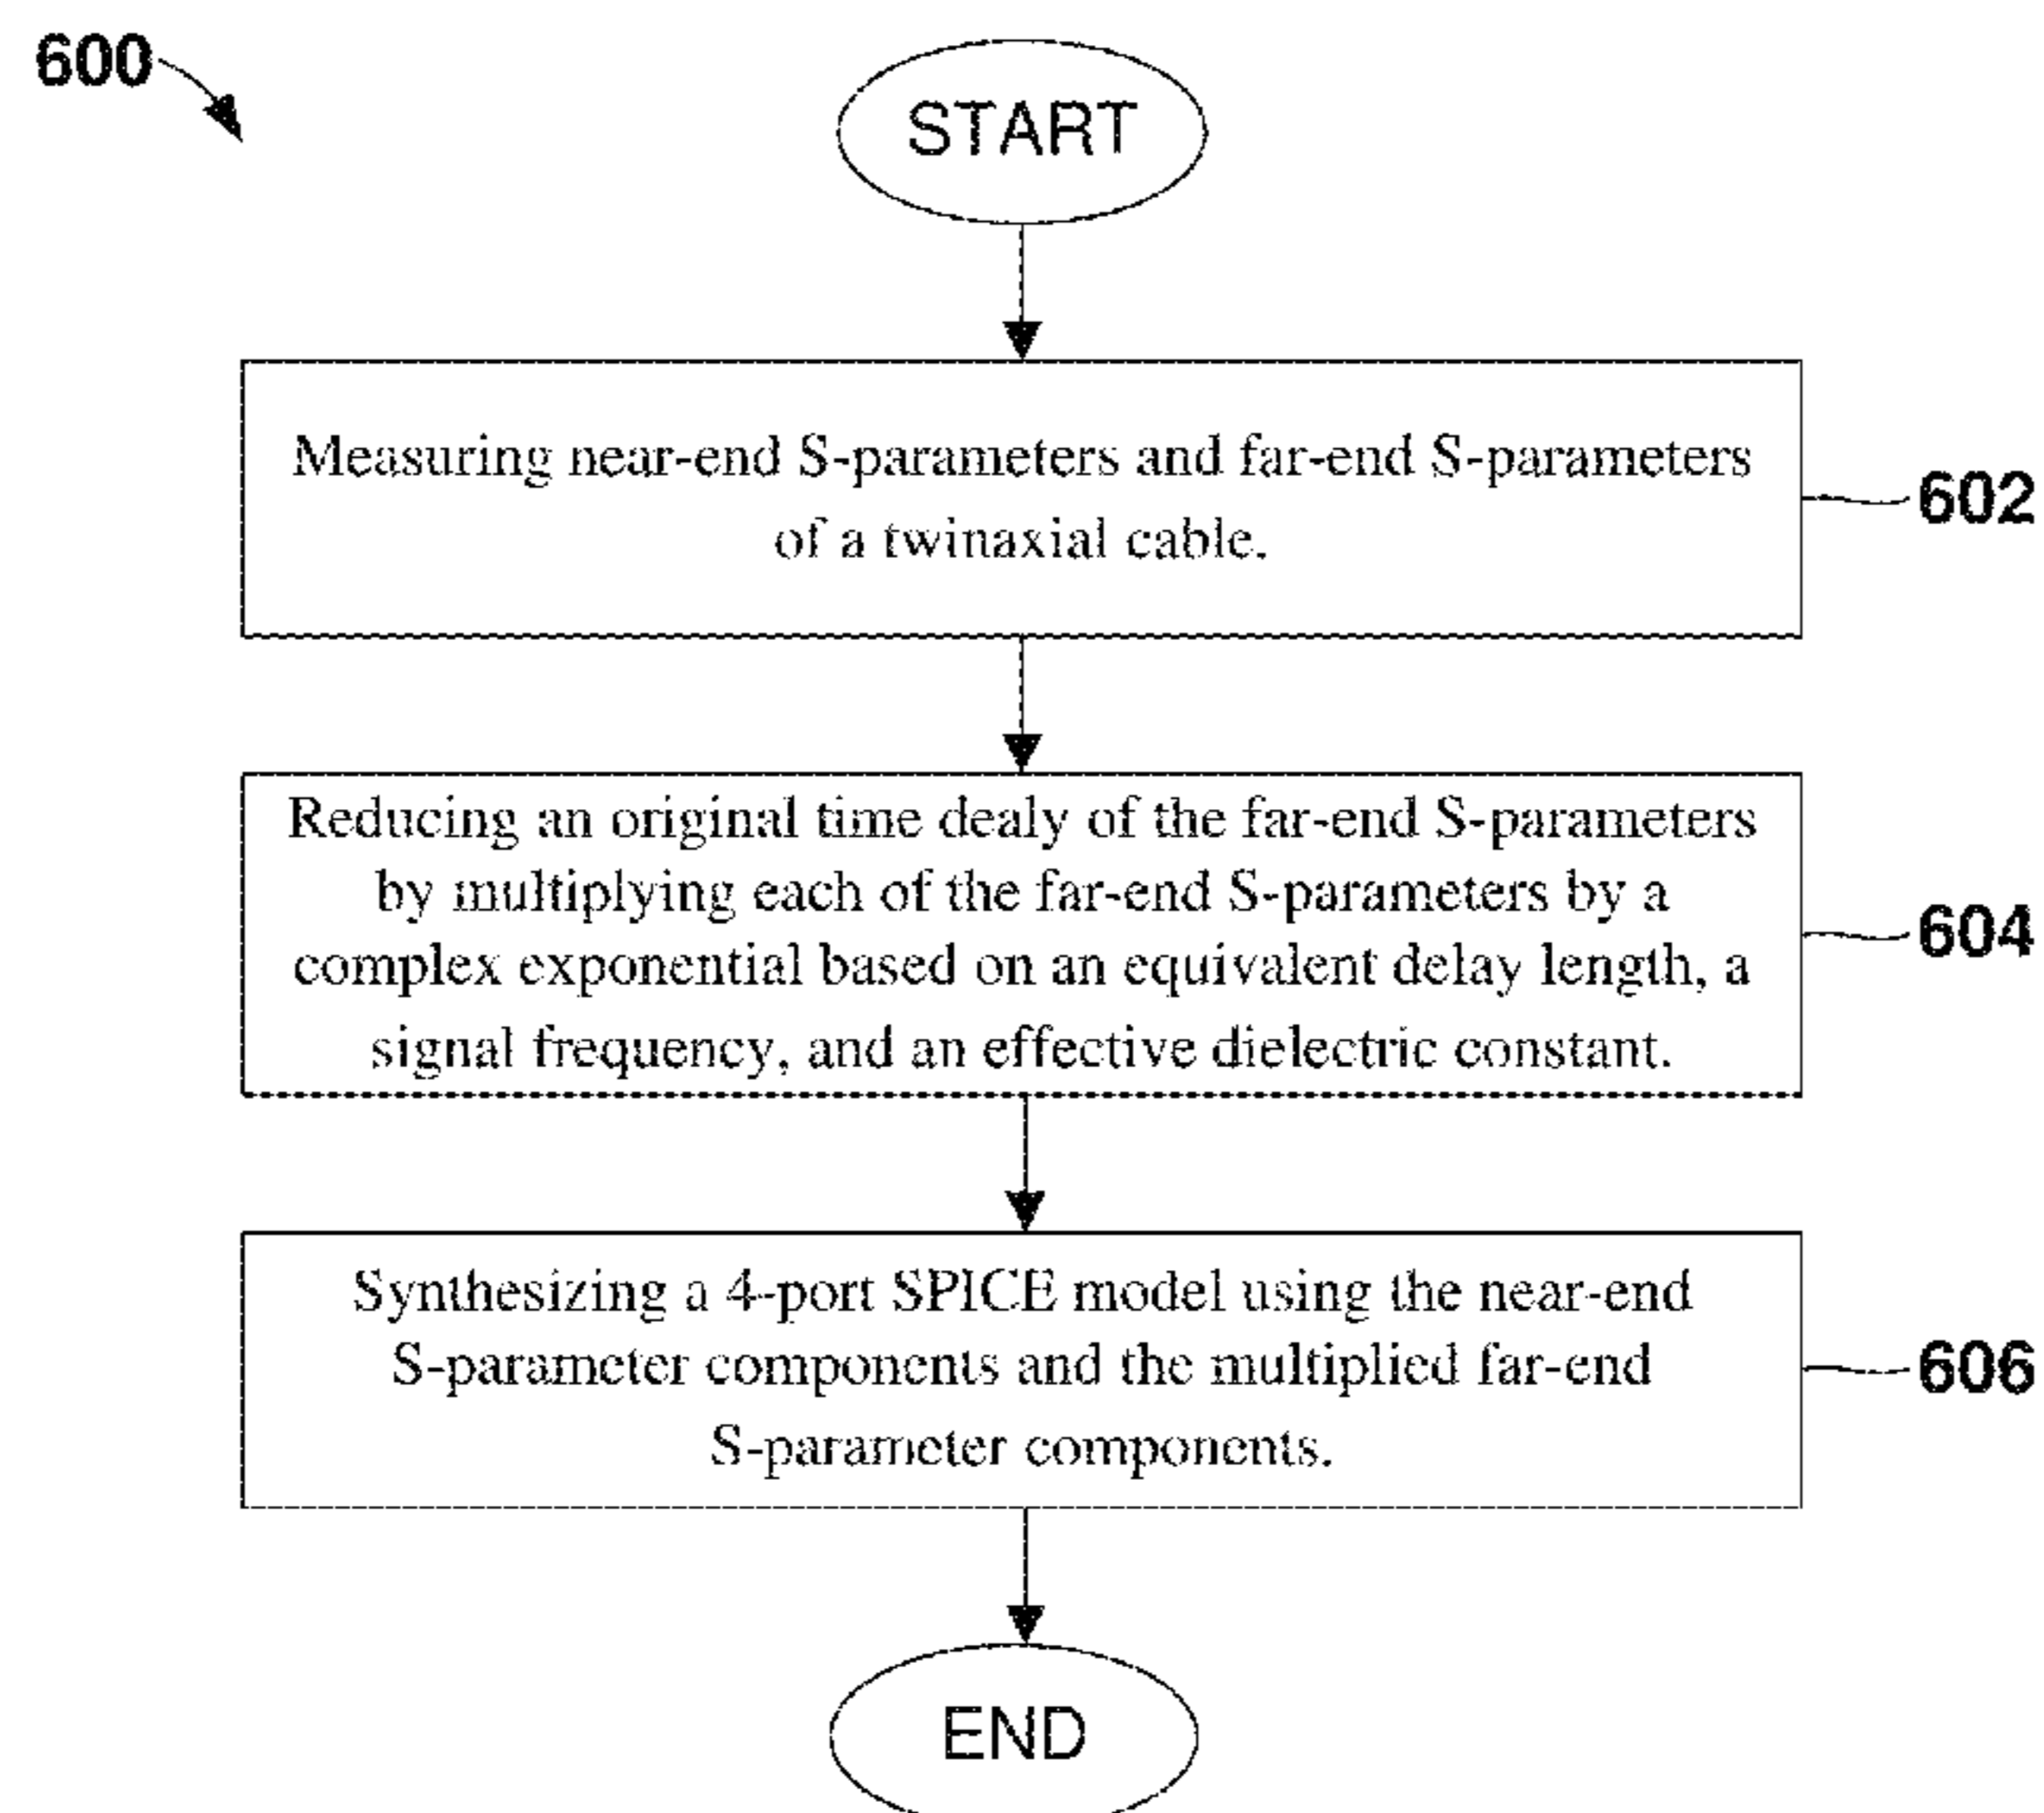 600
START
Measuring near-end S-parameters and far-end S-parameters
of a twinaxial cable.
602
Reducing an original time dealy of the far-end S-parameters
by multiplying each of the far-end S-parameters by a
complex exponential based on an equivalent delay length, a
signal frequency, and an effective dielectric constant.
604
Synthesizing a 4-port SPICE model using the near-end
S-parameter components and the multiplied far-end
S-parameter components.
606
END